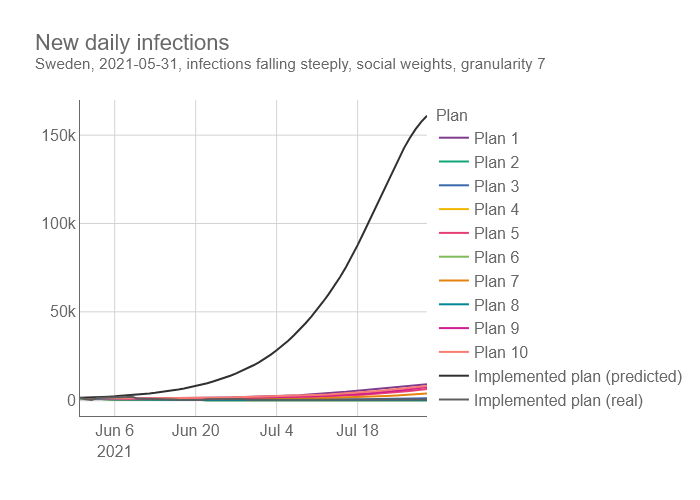 New daily infections
Sweden, 2021-05-31, infections falling steeply, social weights, granularity 7
150k
100k
50k
0
Jun 6
2021
Jun 20
Jul 4
Jul 18
Plan
Plan 1
Plan 2
Plan 3
Plan 4
Plan 5
Plan 6
Plan 7
Plan 8
Plan 9
Plan 10
Implemented plan (predicted)
Implemented plan (real)